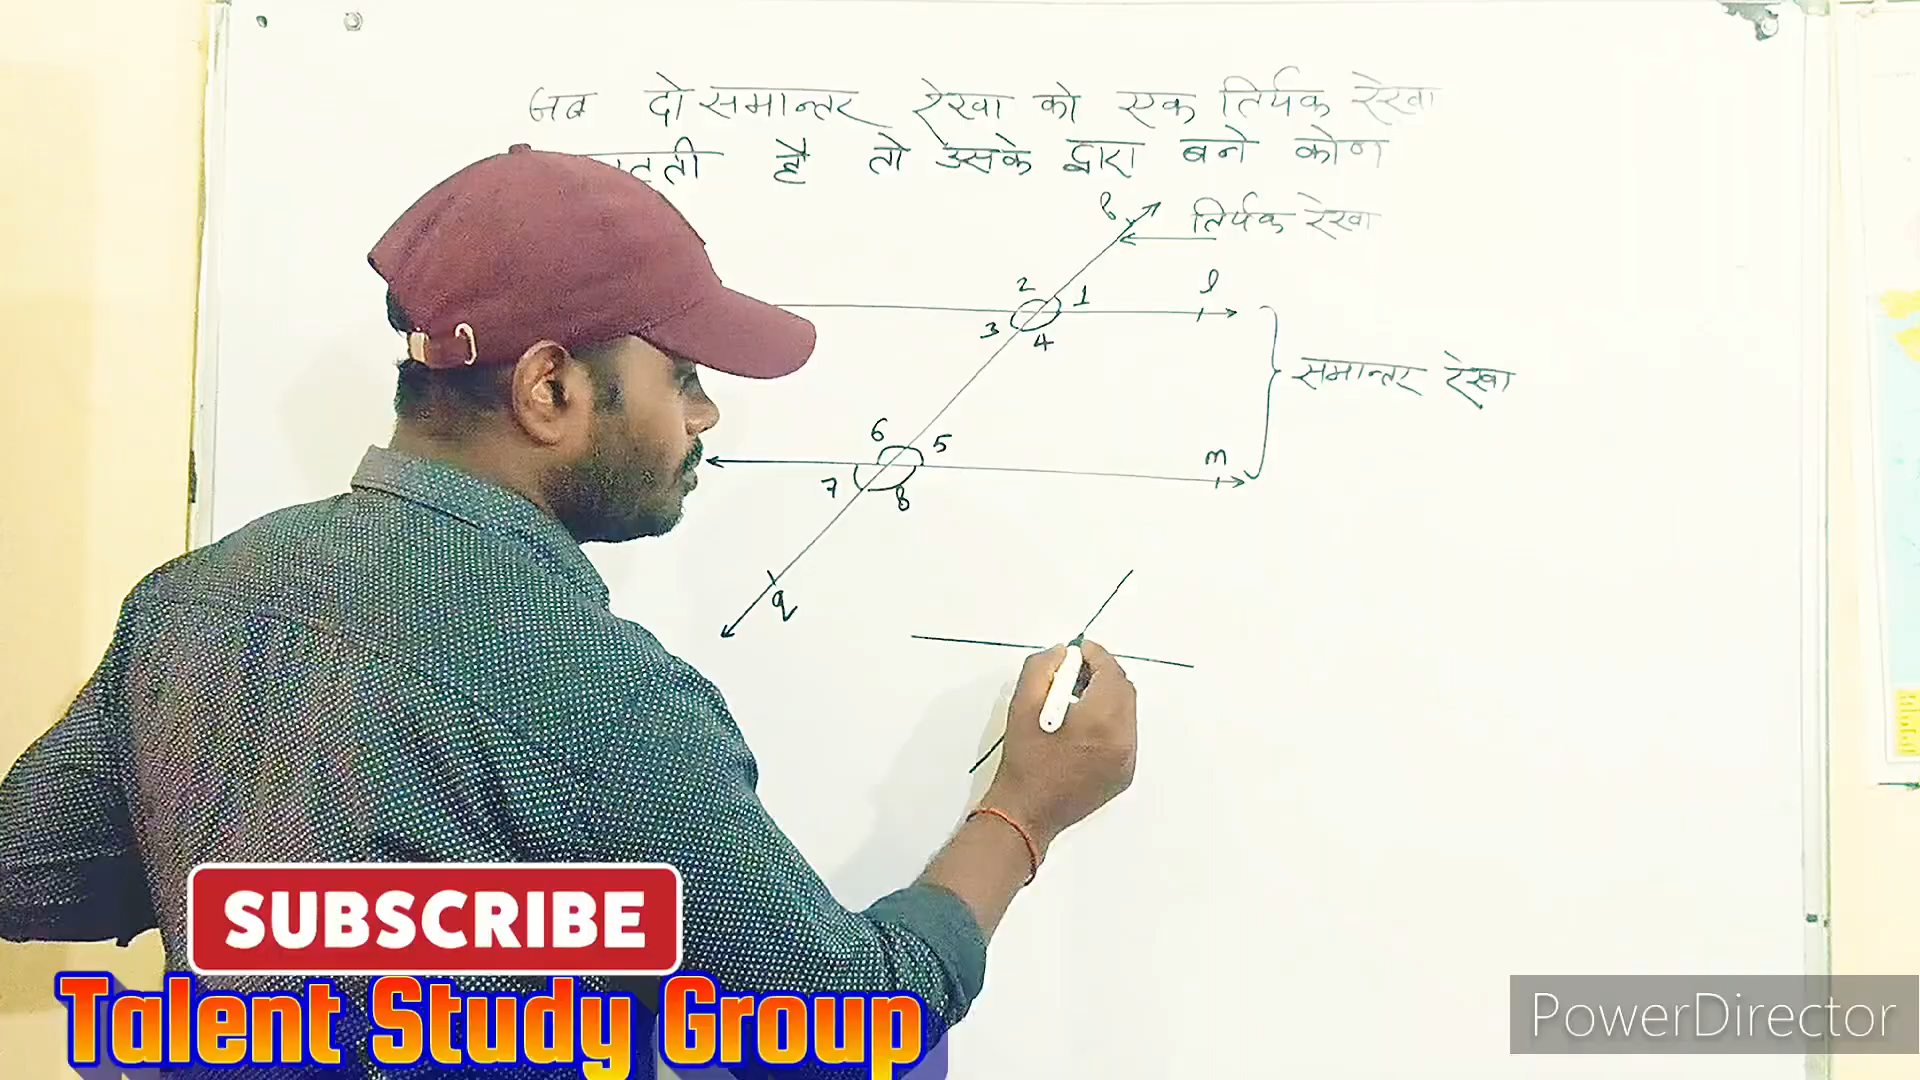 जब दो समान्तर रेखा को एक तिर्यक रेखा
है तो उसके द्वारा बने कोण
तिर्यक रेखा
2 1 l
3 4
समान्तर रेखा
6 5 m
7 8
q
SUBSCRIBE
Talent Study Group
PowerDirector